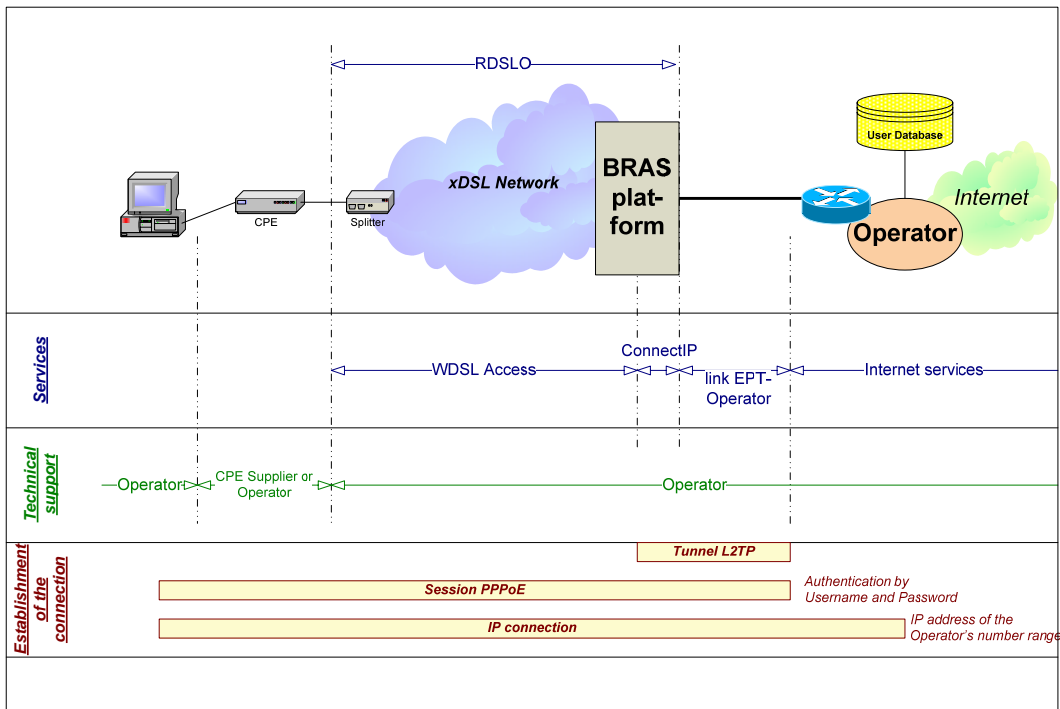 RDSLO
User Database
xDSL Network
BRAS
plat-
form
Internet
CPE
Splitter
Operator
Services
ConnectIP
WDSL Access
link EPT-
Operator
Internet services
Technical
support
Operator
CPE Supplier or
Operator
Operator
Establishment
of the
connection
Tunnel L2TP
Session PPPoE
Authentication by
Username and Password
IP connection
IP address of the
Operator's number range